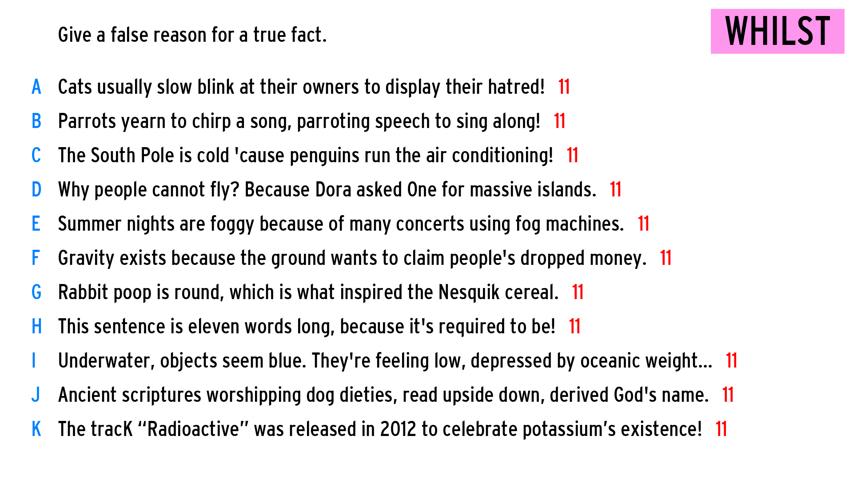 Give a false reason for a true fact.
WHILST
A Cats usually slow blink at their owners to display their hatred! 11
B Parrots yearn to chirp a song, parroting speech to sing along! 11
C The South Pole is cold 'cause penguins run the air conditioning! 11
D Why people cannot fly? Because Dora asked One for massive islands. 11
E Summer nights are foggy because of many concerts using fog machines. 11
F Gravity exists because the ground wants to claim people's dropped money. 11
G Rabbit poop is round, which is what inspired the Nesquik cereal. 11
H This sentence is eleven words long, because it's required to be! 11
I Underwater, objects seem blue. They're feeling low, depressed by oceanic weight... 11
J Ancient scriptures worshipping dog dieties, read upside down, derived God's name. 11
K The tracK “Radioactive” was released in 2012 to celebrate potassium’s existence! 11